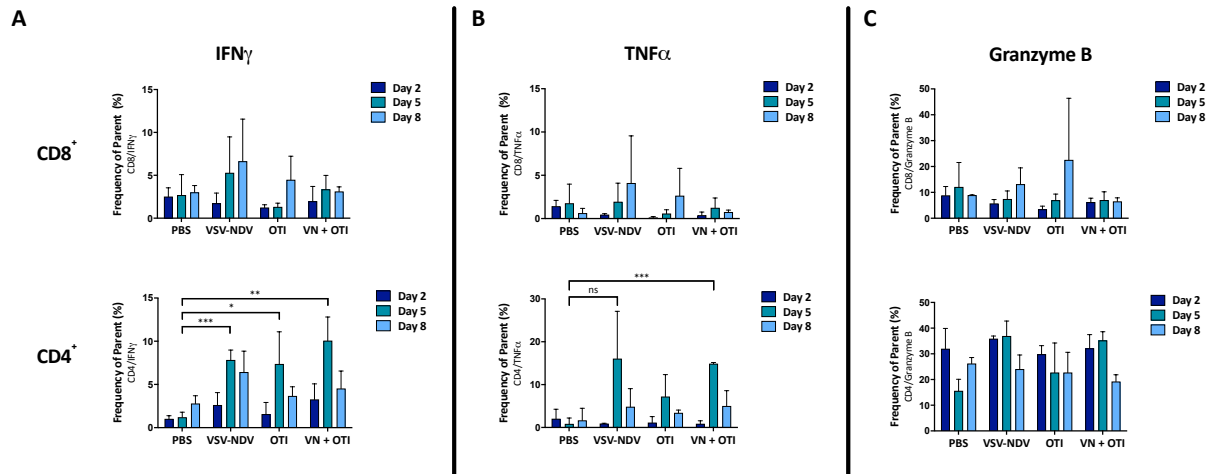 A
IFNγ
CD8+
Frequency of Parent (%)
CD8/IFNγ
15
10
5
0
PBS
VSV-NDV
OTI
VN + OTI
Day 2
Day 5
Day 8
CD4+
Frequency of Parent (%)
CD4/IFNγ
15
10
5
0
**
*
***
PBS
VSV-NDV
OTI
VN + OTI
Day 2
Day 5
Day 8
B
TNFα
Frequency of Parent (%)
CD8/TNFα
15
10
5
0
PBS
VSV-NDV
OTI
VN + OTI
Day 2
Day 5
Day 8
Frequency of Parent (%)
CD4/TNFα
30
20
10
0
***
ns
PBS
VSV-NDV
OTI
VN + OTI
Day 2
Day 5
Day 8
C
Granzyme B
Frequency of Parent (%)
CD8/Granzyme B
50
40
30
20
10
0
PBS
VSV-NDV
OTI
VN + OTI
Day 2
Day 5
Day 8
Frequency of Parent (%)
CD4/Granzyme B
50
40
30
20
10
0
PBS
VSV-NDV
OTI
VN + OTI
Day 2
Day 5
Day 8